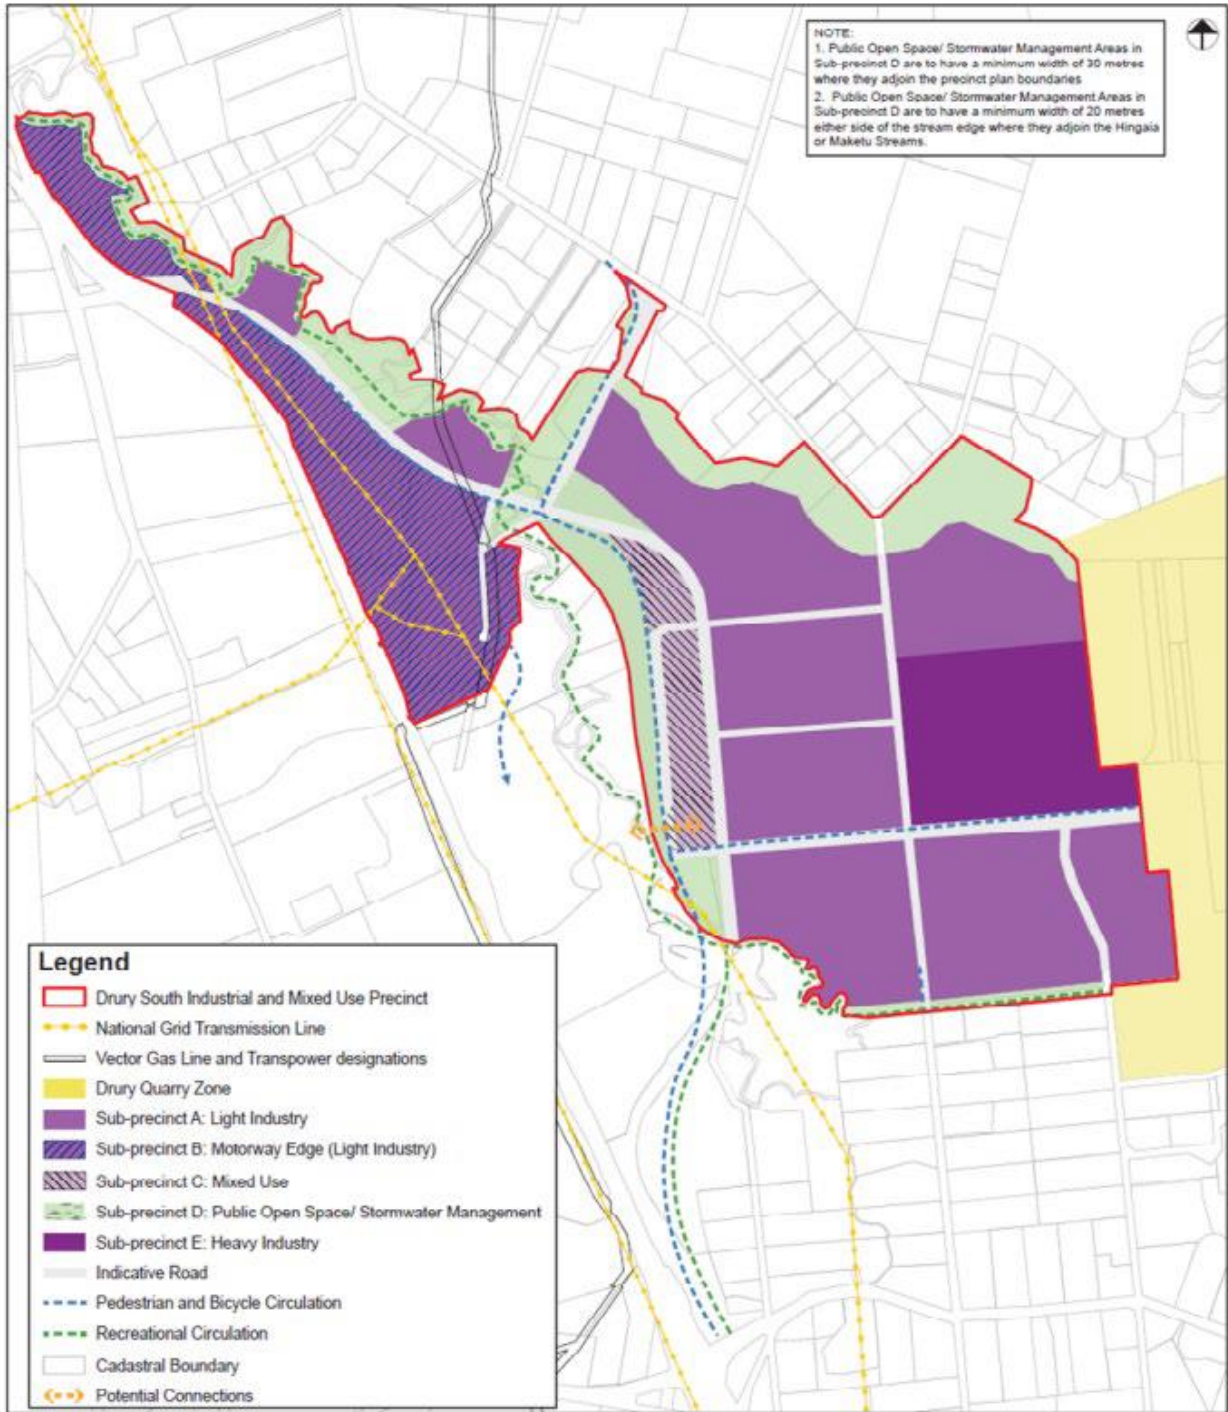 NOTE:
1. Public Open Space/ Stormwater Management Areas in
Sub-precinct D are to have a minimum width of 30 metres
where they adjoin the precinct plan boundaries
2. Public Open Space/ Stormwater Management Areas in
Sub-precinct D are to have a minimum width of 20 metres
either side of the stream edge where they adjoin the Hingaia
or Maketu Streams.
Legend
Drury South Industrial and Mixed Use Precinct
National Grid Transmission Line
Vector Gas Line and Transpower designations
Drury Quarry Zone
Sub-precinct A: Light Industry
Sub-precinct B: Motorway Edge (Light Industry)
Sub-precinct C: Mixed Use
Sub-precinct D: Public Open Space/ Stormwater Management
Sub-precinct E: Heavy Industry
Indicative Road
Pedestrian and Bicycle Circulation
Recreational Circulation
Cadastral Boundary
Potential Connections